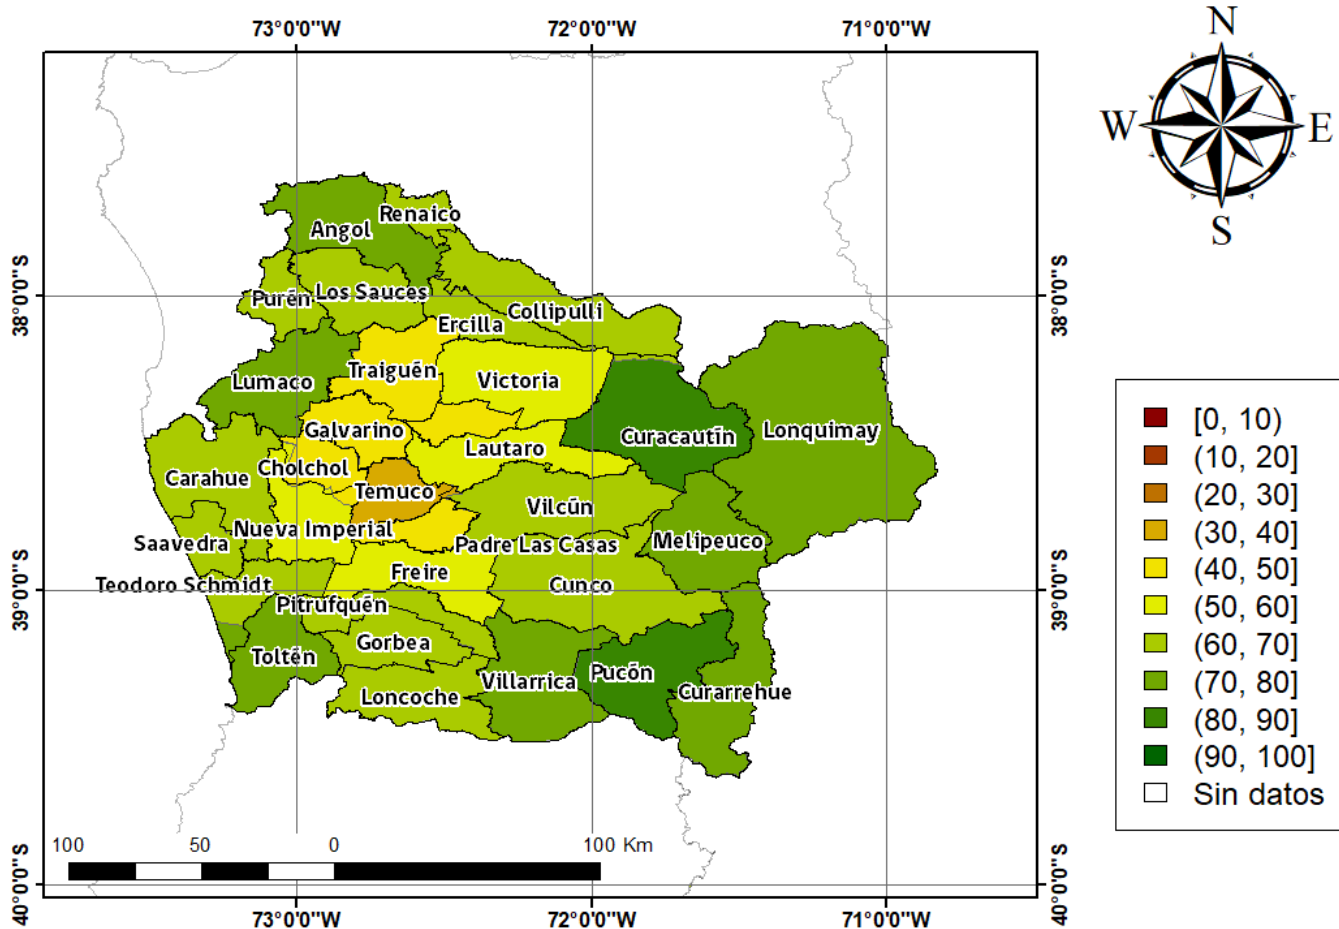 73°0'0"W 72°0'0"W 71°0'0"W
N
W E
S
Renaico
Angol
38°0'0"S 38°0'0"S
Purén Los Sauces
Collipulli
Ercilla
Traiguén
Victoria
Lumaco
Galvarino Curacautín Lonquimay
Lautaro
Cholchol
Carahue
Temuco
Vilcún
Nueva Imperial
Saavedra Padre Las Casas Melipeuco
Freire
Teodoro Schmidt Cunco
39°0'0"S 39°0'0"S
Pitrufquén
Gorbea
Toltén
Pucón
Villarrica
Curarrehue
Loncoche
[0, 10)
(10, 20]
(20, 30]
(30, 40]
(40, 50]
(50, 60]
(60, 70]
(70, 80]
(80, 90]
(90, 100]
Sin datos
100 50 0 100 Km
40°0'0"S 40°0'0"S
73°0'0"W 72°0'0"W 71°0'0"W